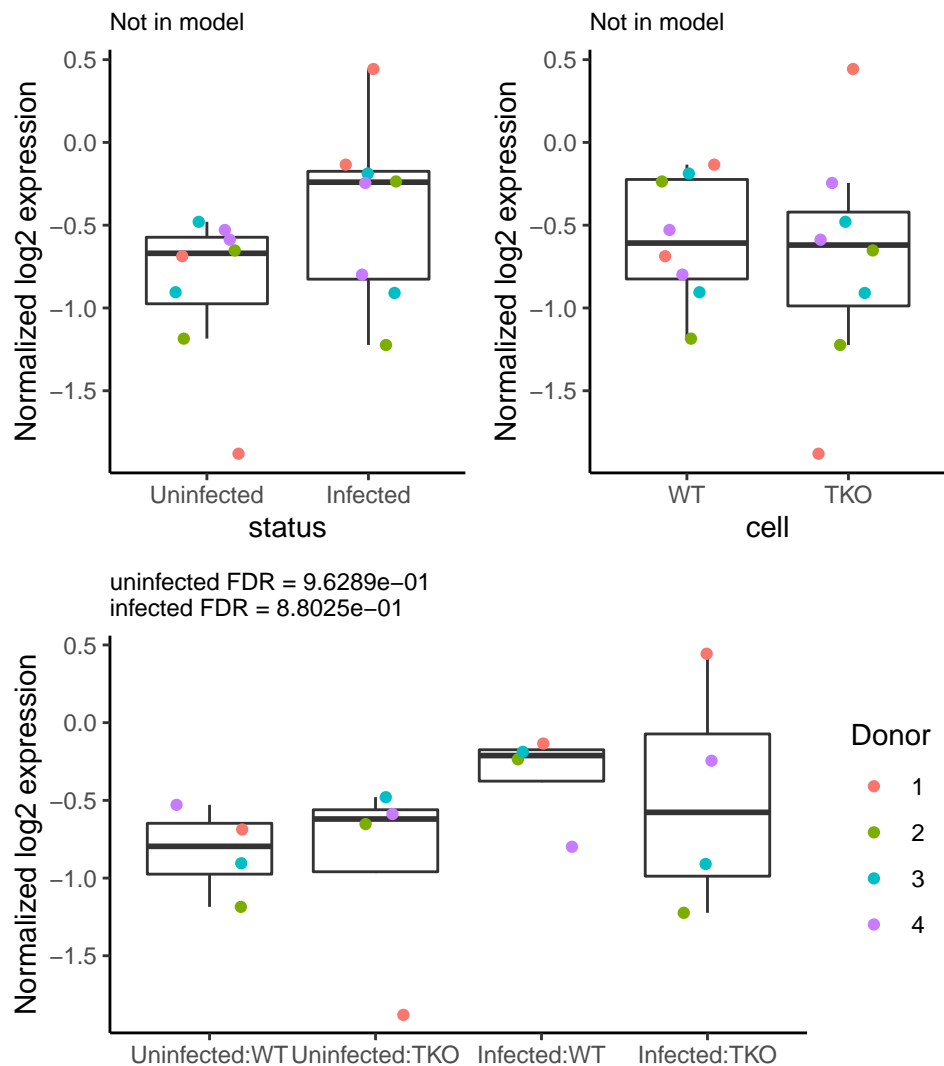 Not in model
0.5
0.0
−0.5
−1.0
−1.5
Normalized log2 expression
Uninfected Infected
status
Not in model
0.5
0.0
−0.5
−1.0
−1.5
Normalized log2 expression
WT TKO
cell
uninfected FDR = 9.6289e−01
infected FDR = 8.8025e−01
0.5
0.0
−0.5
−1.0
−1.5
Normalized log2 expression
Uninfected:WT Uninfected:TKO Infected:WT Infected:TKO
Donor
1
2
3
4